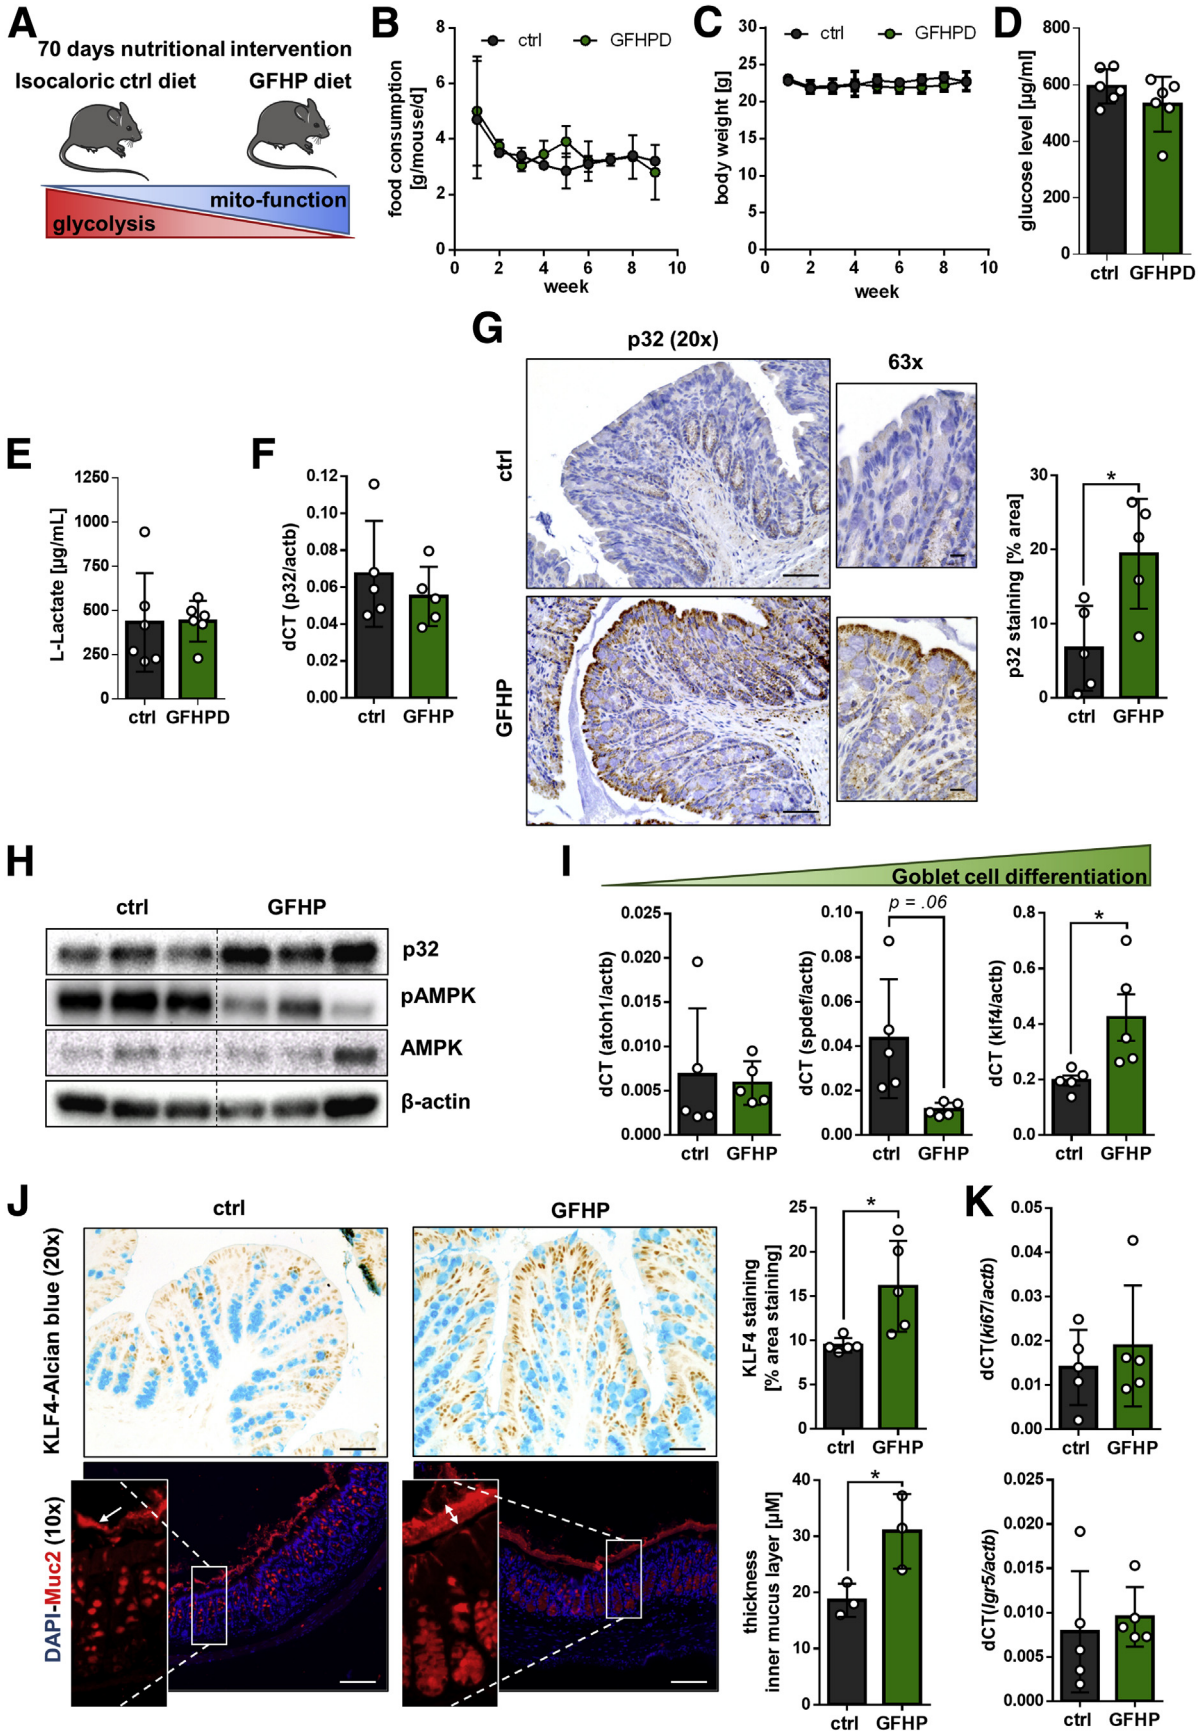 A
70 days nutritional intervention
Isocaloric ctrl diet
GFHP diet
mito-function
glycolysis
B
ctrl
GFHPD
food consumption
[g/mouse/d]
8
6
4
2
0
0 2 4 6 8 10
week
C
ctrl
GFHPD
body weight [g]
30
25
20
15
10
5
0
0 2 4 6 8 10
week
D
glucose level [µg/ml]
800
600
400
200
0
ctrl GFHPD
E
L-Lactate [µg/mL]
1250
1000
750
500
250
0
ctrl GFHPD
F
dCT (p32/actb)
0.12
0.10
0.08
0.06
0.04
0.02
0.00
ctrl GFHP
G
p32 (20x)
63x
ctrl
GFHP
p32 staining [% area]
30
20
10
0
*
ctrl GFHP
H
ctrl GFHP
p32
pAMPK
AMPK
β-actin
I
Goblet cell differentiation
dCT (atoh1/actb)
0.025
0.020
0.015
0.010
0.005
0.000
ctrl GFHP
dCT (spdef/actb)
p = .06
0.10
0.08
0.06
0.04
0.02
0.00
ctrl GFHP
dCT (klf4/actb)
*
0.8
0.6
0.4
0.2
0.0
ctrl GFHP
J
ctrl
GFHP
KLF4-Alcian blue (20x)
DAPI-Muc2 (10x)
KLF4 staining
[% area staining]
*
25
20
15
10
5
0
ctrl GFHP
thickness
inner mucus layer [µM]
*
40
30
20
10
0
ctrl GFHP
K
dCT(ki67/actb)
0.05
0.04
0.03
0.02
0.01
0.00
ctrl GFHP
dCT(lgr5/actb)
0.025
0.020
0.015
0.010
0.005
0.000
ctrl GFHP